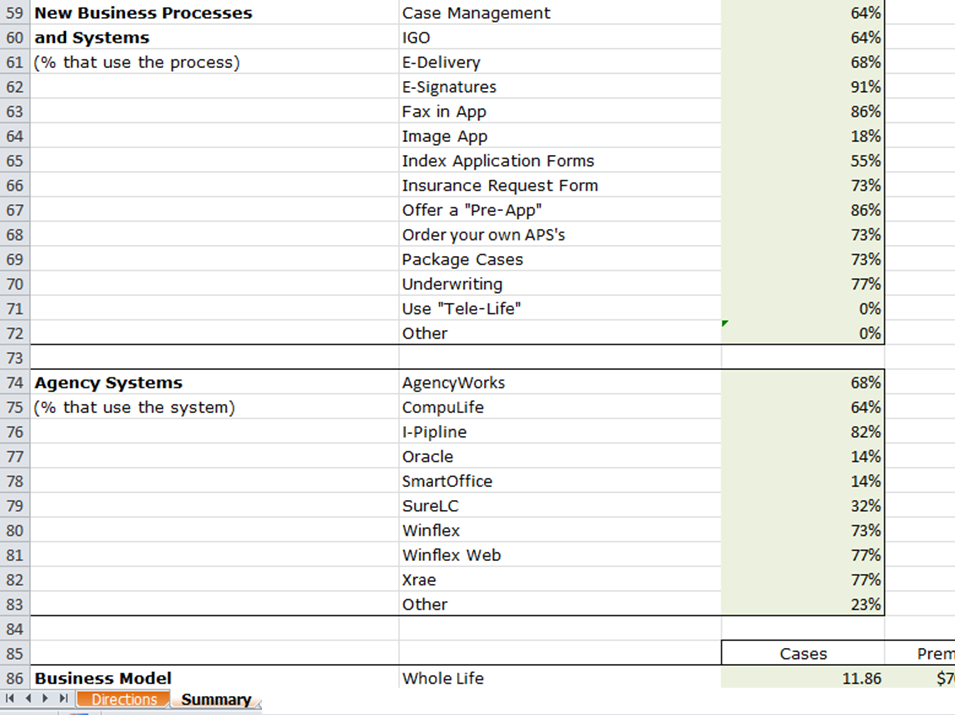 59 New Business Processes Case Management 64%
60 and Systems IGO 64%
61 (% that use the process) E-Delivery 68%
62 E-Signatures 91%
63 Fax in App 86%
64 Image App 18%
65 Index Application Forms 55%
66 Insurance Request Form 73%
67 Offer a "Pre-App" 86%
68 Order your own APS's 73%
69 Package Cases 73%
70 Underwriting 77%
71 Use "Tele-Life" 0%
72 Other 0%
73
74 Agency Systems AgencyWorks 68%
75 (% that use the system) CompuLife 64%
76 I-Pipline 82%
77 Oracle 14%
78 SmartOffice 14%
79 SureLC 32%
80 Winflex 73%
81 Winflex Web 77%
82 Xrae 77%
83 Other 23%
84
85 Cases Prem
86 Business Model Whole Life 11.86
Directions Summary